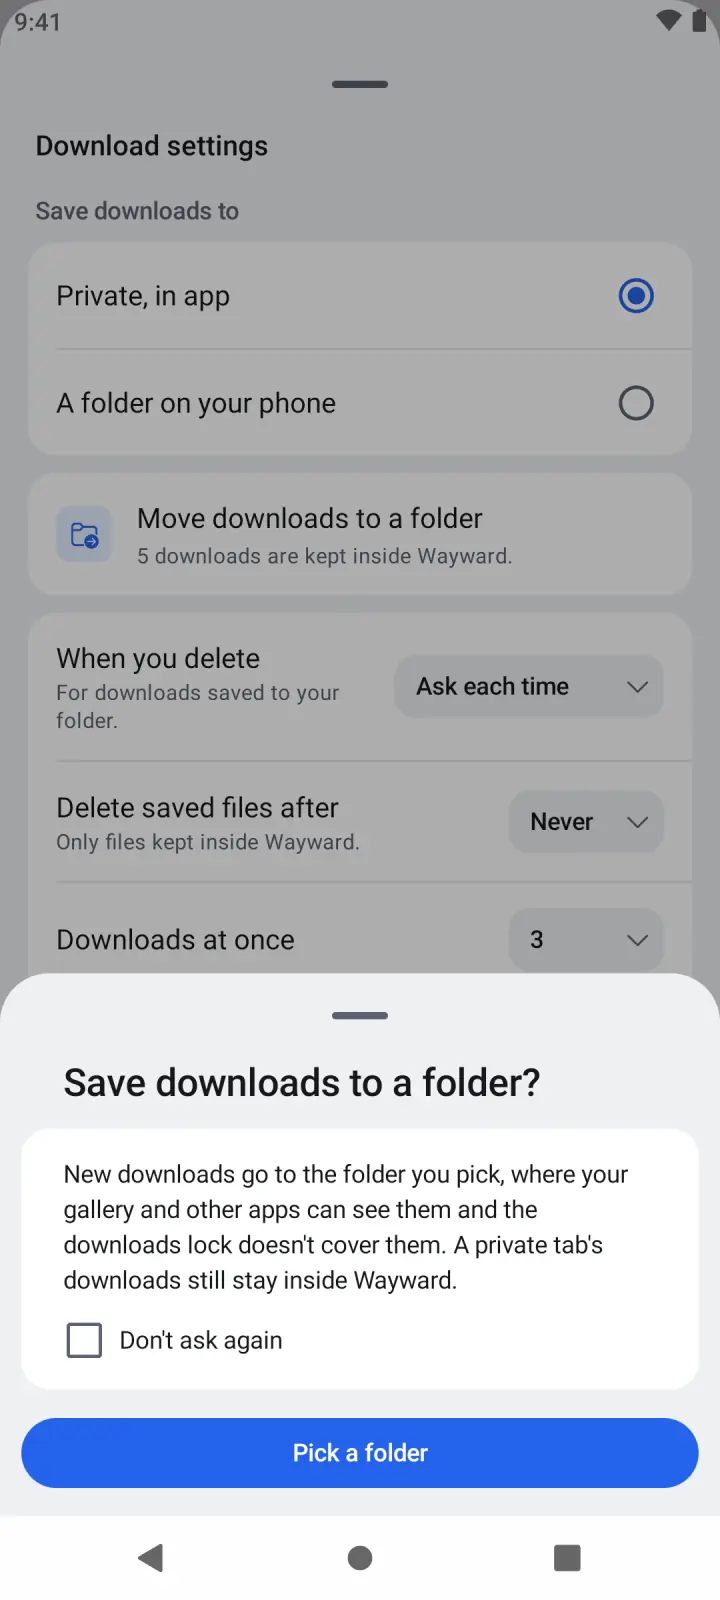 9:41
Download settings
Save downloads to
Private, in app
A folder on your phone
Move downloads to a folder
5 downloads are kept inside Wayward.
When you delete
For downloads saved to your
folder.
Ask each time
Delete saved files after
Only files kept inside Wayward.
Never
Downloads at once
3
Save downloads to a folder?
New downloads go to the folder you pick, where your
gallery and other apps can see them and the
downloads lock doesn't cover them. A private tab's
downloads still stay inside Wayward.
Don't ask again
Pick a folder